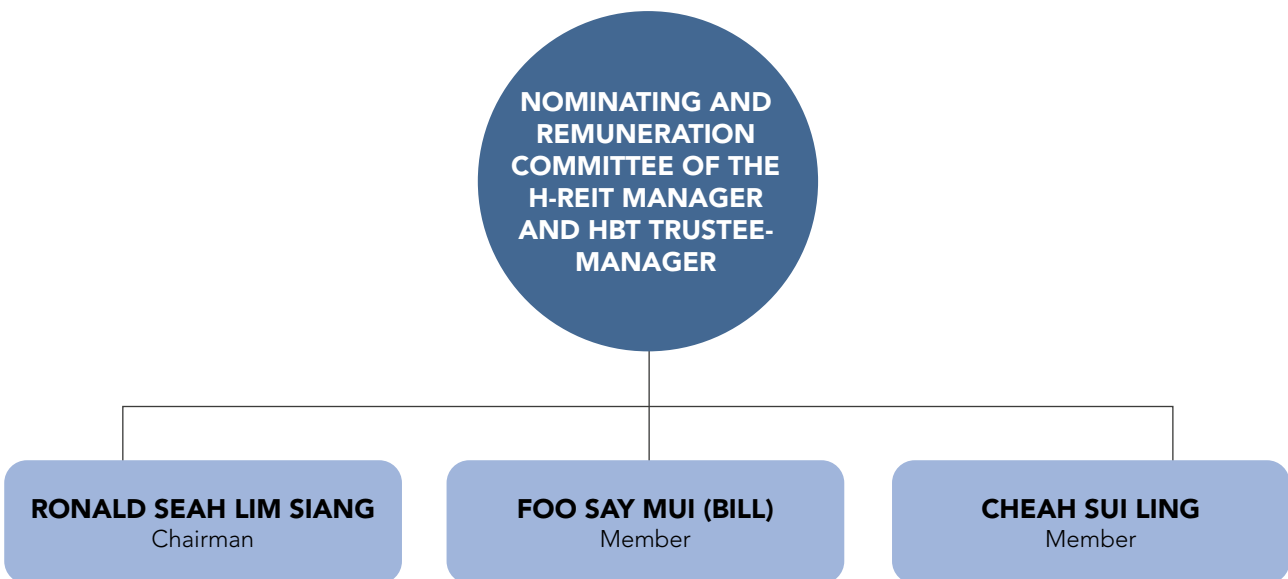 NOMINATING AND
REMUNERATION
COMMITTEE OF THE
H-REIT MANAGER
AND HBT TRUSTEE-
MANAGER
RONALD SEAH LIM SIANG
Chairman
FOO SAY MUI (BILL)
Member
CHEAH SUI LING
Member